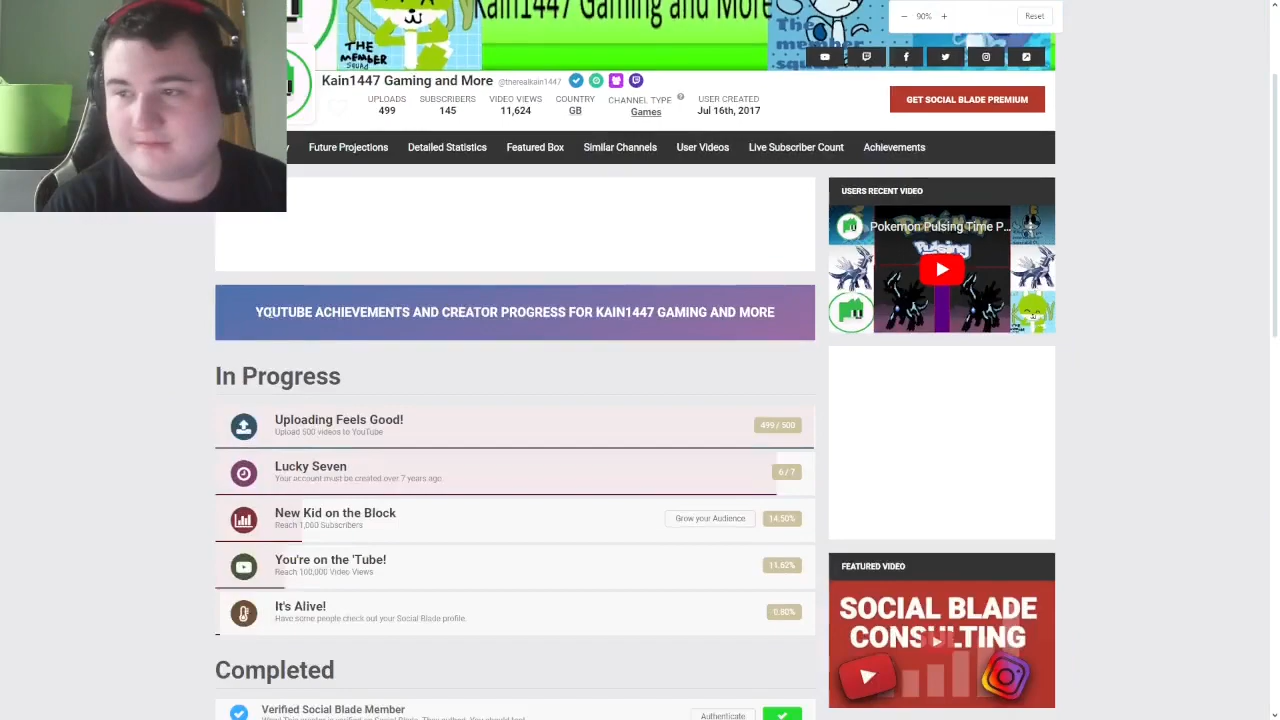 Kain1447 Gaming and More
THE
MEMBER
SQUAD
The
member
squad
90%
Reset
Kain1447 Gaming and More @therealkain1447
UPLOADS
499
SUBSCRIBERS
145
VIDEO VIEWS
11,624
COUNTRY
GB
CHANNEL TYPE
Games
USER CREATED
Jul 16th, 2017
GET SOCIAL BLADE PREMIUM
Future Projections Detailed Statistics Featured Box Similar Channels User Videos Live Subscriber Count Achievements
USERS RECENT VIDEO
Pokemon Pulsing Time P...
Pulsing
YOUTUBE ACHIEVEMENTS AND CREATOR PROGRESS FOR KAIN1447 GAMING AND MORE
In Progress
Uploading Feels Good!
Upload 500 videos to YouTube
499 / 500
Lucky Seven
Your account must be created over 7 years ago.
6 / 7
New Kid on the Block
Reach 1,000 Subscribers
Grow your Audience
14.50%
You're on the 'Tube!
Reach 100,000 Video Views
11.62%
It's Alive!
Have some people check out your Social Blade profile.
0.80%
FEATURED VIDEO
SOCIAL BLADE
CONSULTING
Completed
Verified Social Blade Member
Authenticate